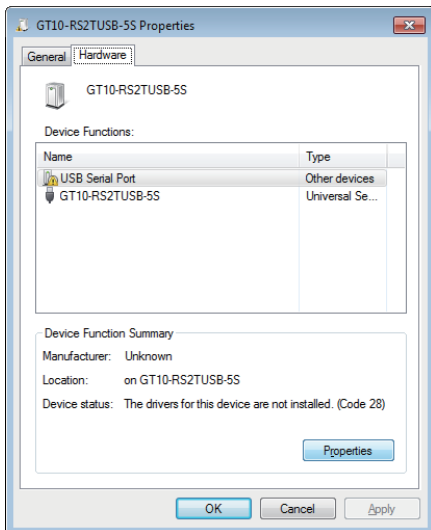 GT10-RS2TUSB-5S Properties
General Hardware
GT10-RS2TUSB-5S
Device Functions:
Name Type
USB Serial Port Other devices
GT10-RS2TUSB-5S Universal Se...
Device Function Summary
Manufacturer: Unknown
Location: on GT10-RS2TUSB-5S
Device status: The drivers for this device are not installed. (Code 28)
Properties
OK Cancel Apply